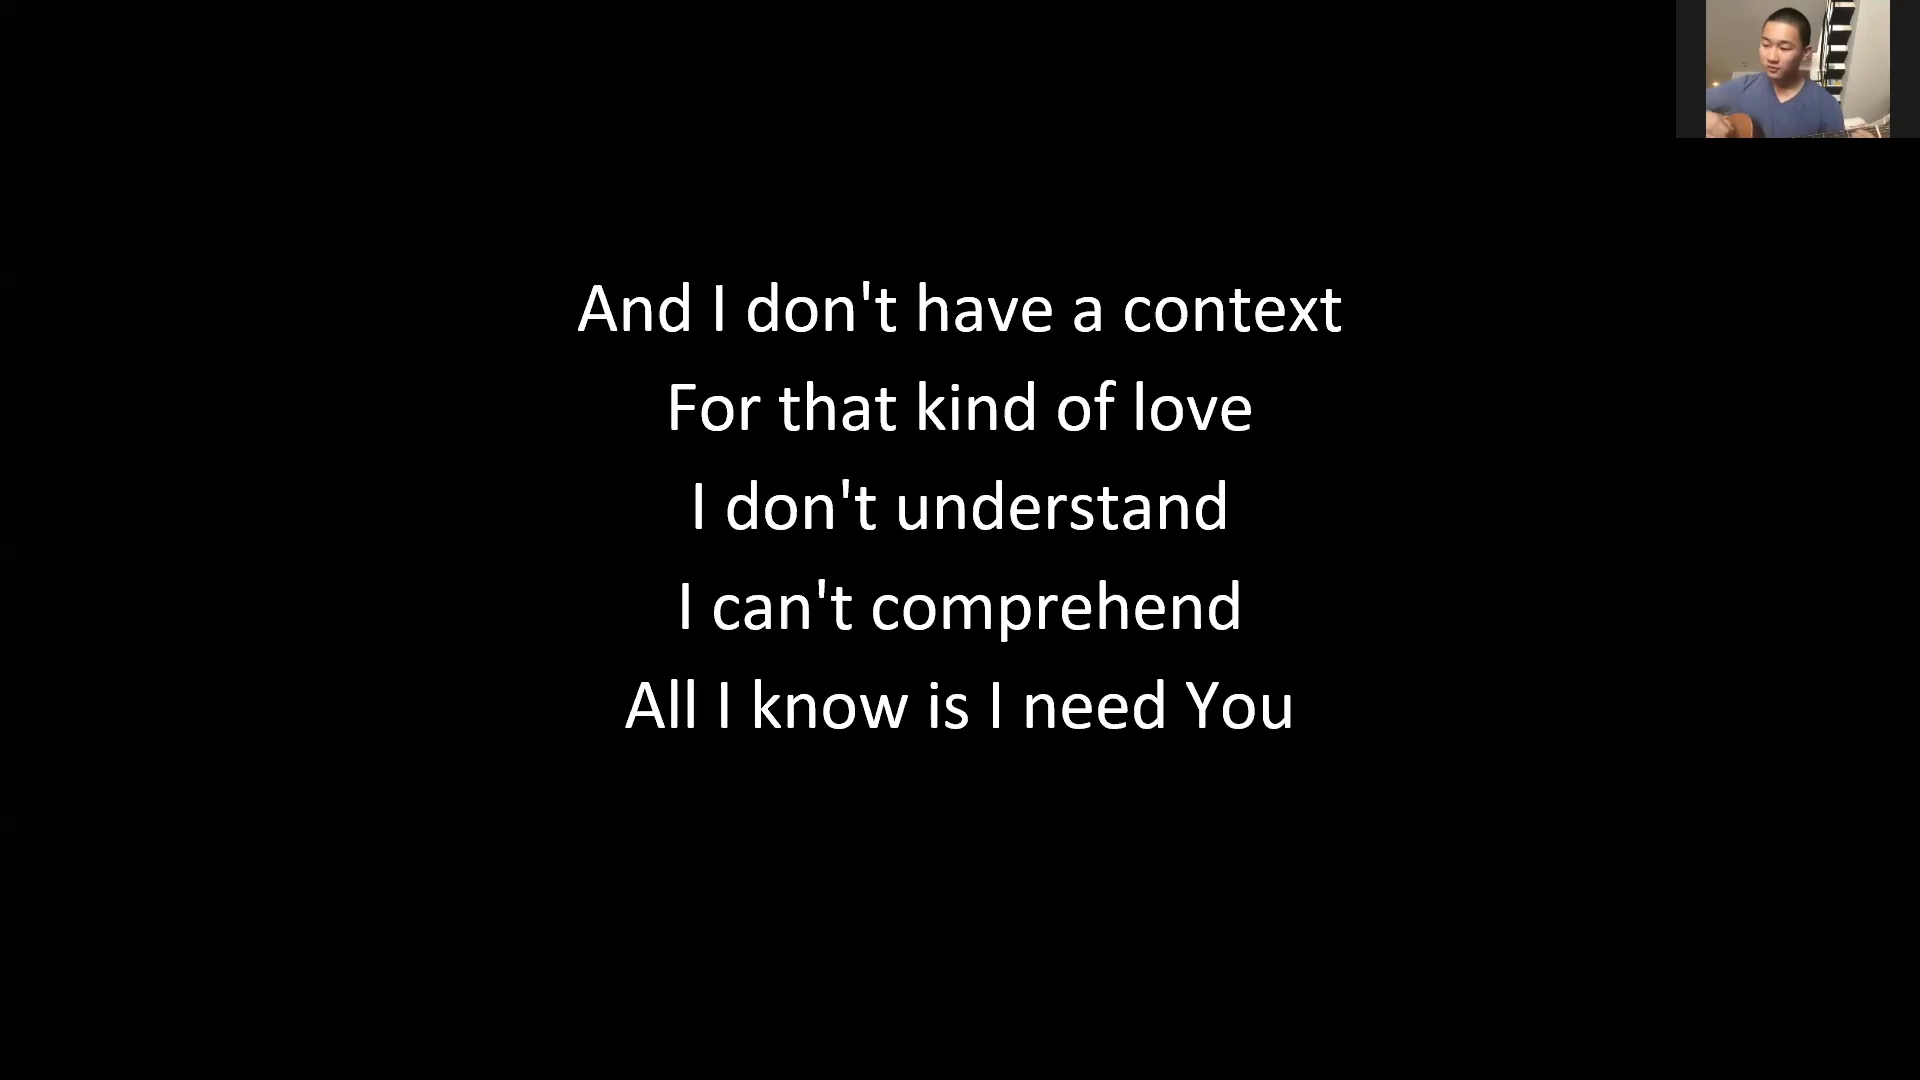 And I don't have a context
For that kind of love
I don't understand
I can't comprehend
All I know is I need You